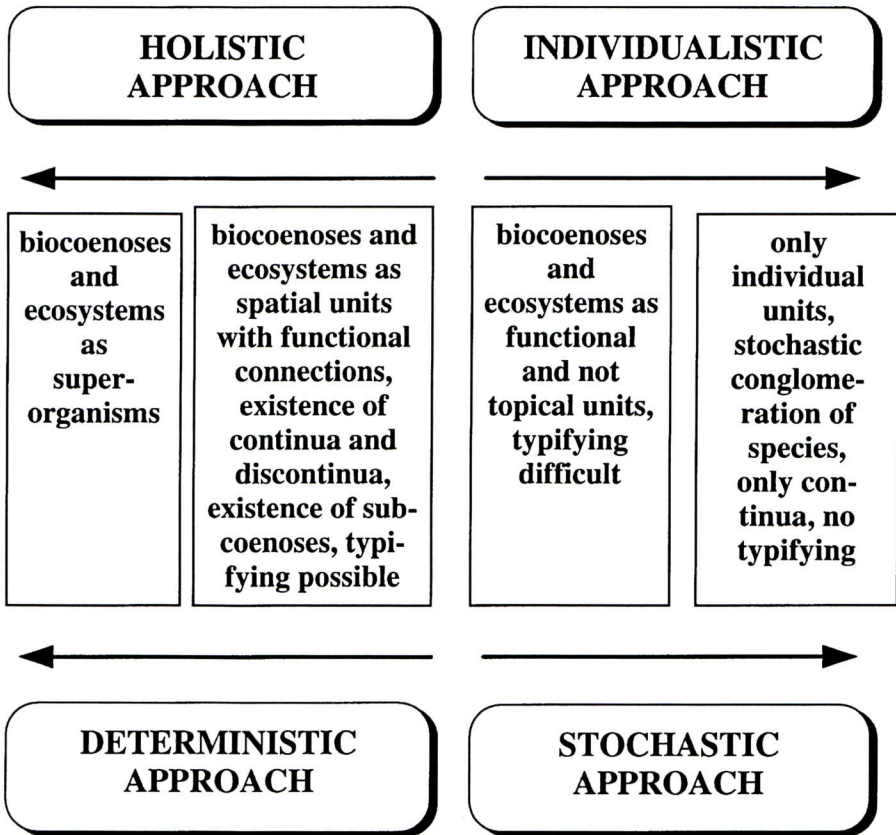 HOLISTIC
APPROACH
INDIVIDUALISTIC
APPROACH
biocoenoses
and
ecosystems
as
super-
organisms
biocoenoses and
ecosystems as
spatial units
with functional
connections,
existence of
continua and
discontinua,
existence of sub-
coenoses, typi-
fying possible
biocoenoses
and
ecosystems as
functional
and not
topical units,
typifying
difficult
only
individual
units,
stochastic
conglome-
ration of
species,
only con-
tinua, no
typifying
DETERMINISTIC
APPROACH
STOCHASTIC
APPROACH